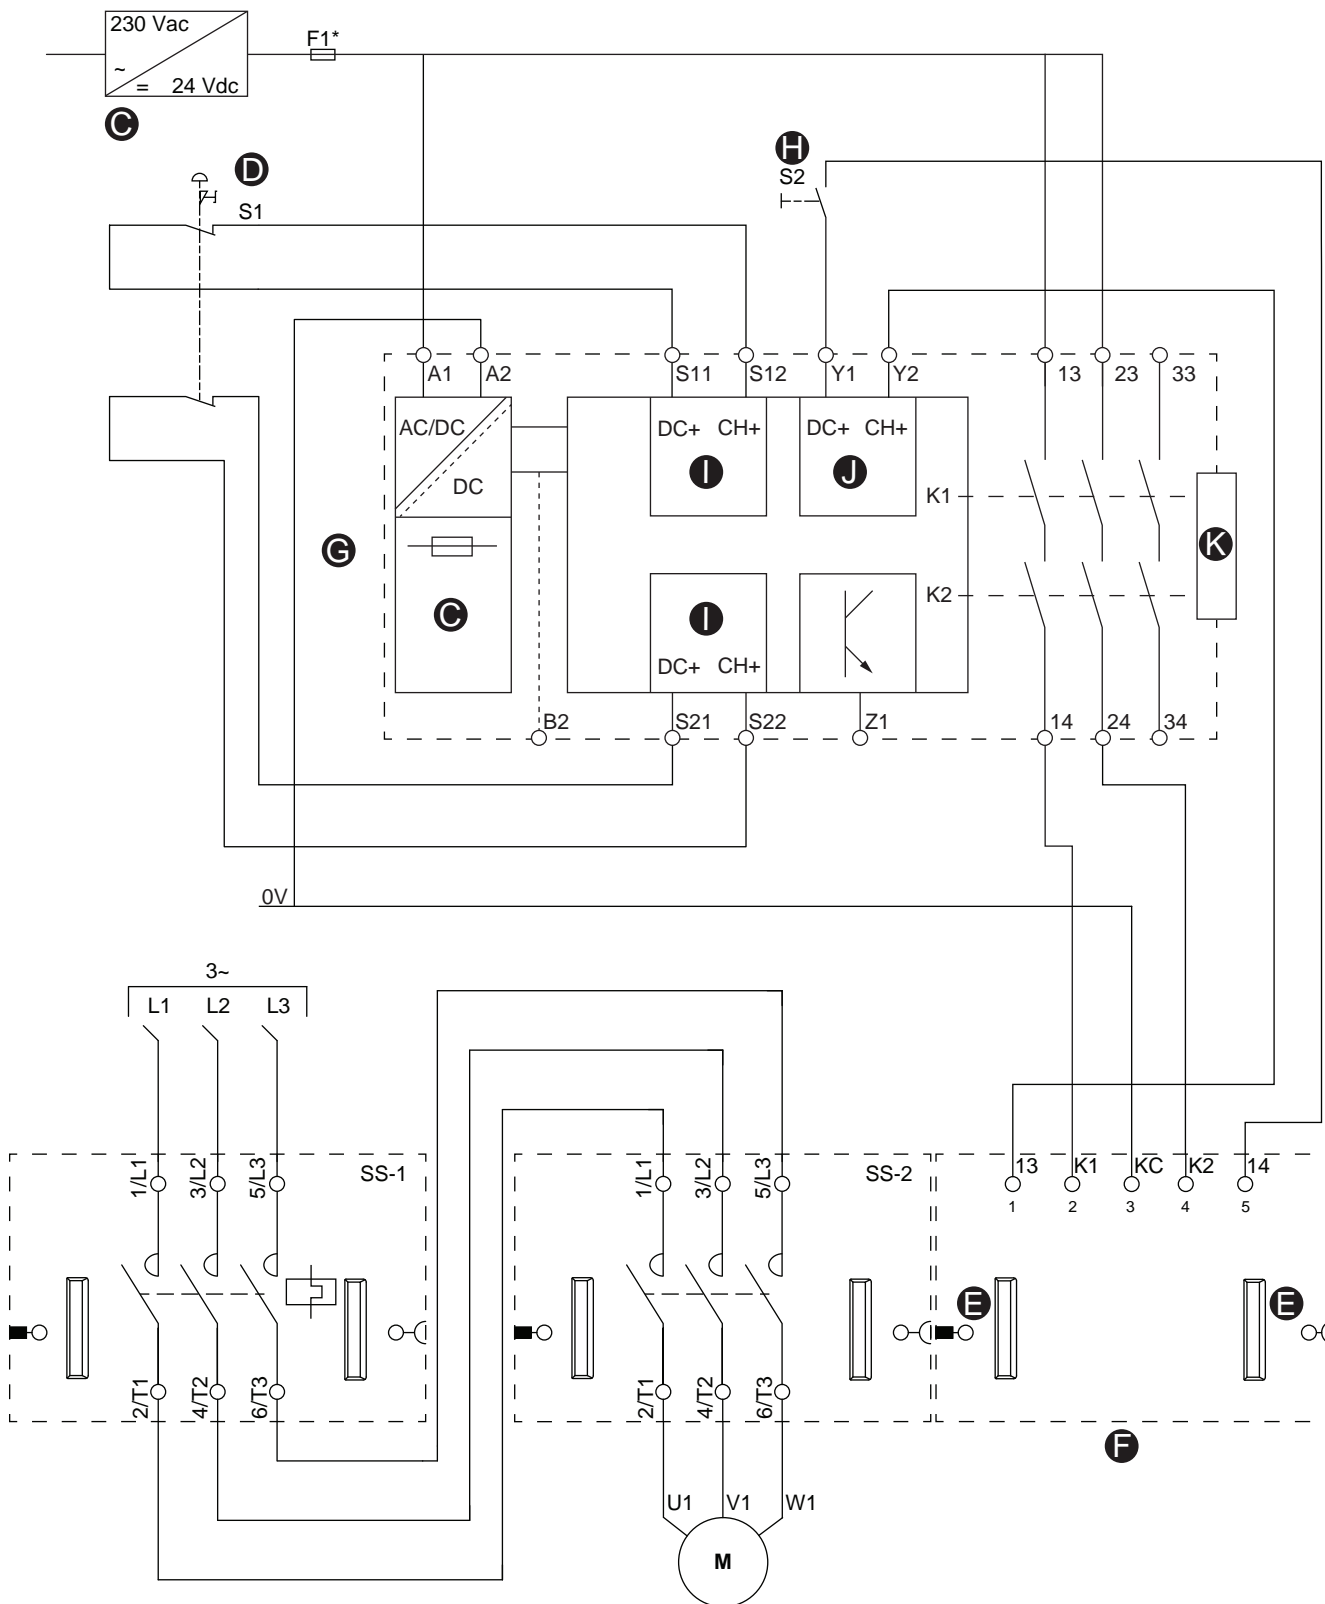 230 Vac
~
= 24 Vdc
F1*
C
H
D
S2
S1
A1 A2 S11 S12 Y1 Y2 13 23 33
AC/DC DC+ CH+ DC+ CH+
I J
DC
K1
G K
C I K2
DC+ CH+
B2 S21 S22 Z1 14 24 34
0V
3~
L1 L2 L3
1/L1 3/L2 5/L3 SS-1 1/L1 3/L2 5/L3 SS-2 13 K1 KC K2 14
1 2 3 4 5
E E
2/T1 4/T2 6/T3 2/T1 4/T2 6/T3
F
U1 V1 W1
M